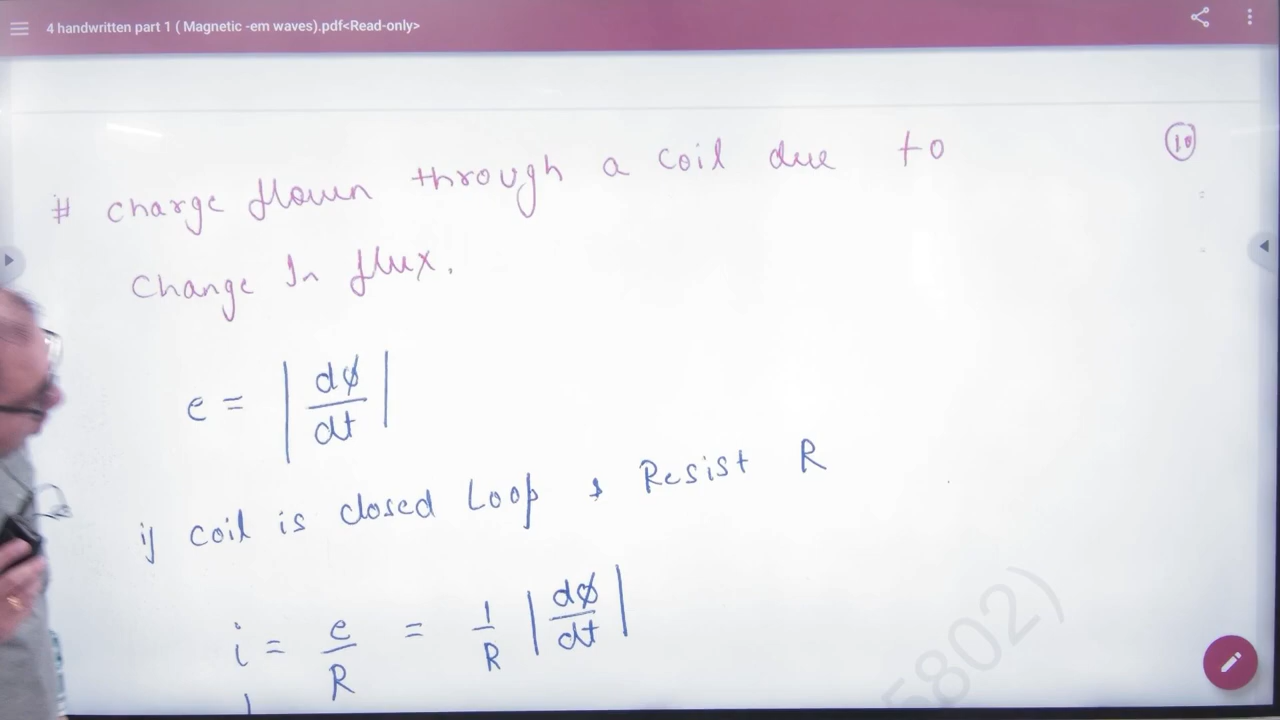 4 handwritten part 1 ( Magnetic -em waves).pdf<Read-only>
10
# charge flown through a coil due to
change In flux.
e = | dϕ/dt |
if coil is closed Loop & Resist R
i = e/R = 1/R | dϕ/dt |
5802)